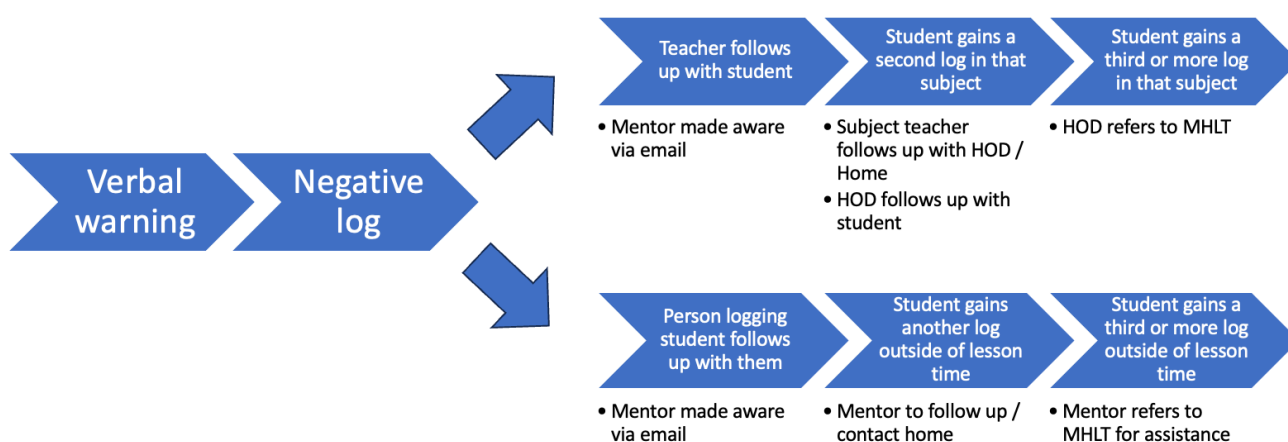 Verbal
warning
Negative
log
Teacher follows
up with student
• Mentor made aware
via email
Student gains a
second log in that
subject
• Subject teacher
follows up with HOD /
Home
• HOD follows up with
student
Student gains a
third or more log
in that subject
• HOD refers to MHLT
Person logging
student follows
up with them
• Mentor made aware
via email
Student gains
another log
outside of lesson
time
• Mentor to follow up /
contact home
Student gains a
third or more log
outside of lesson
time
• Mentor refers to
MHLT for assistance